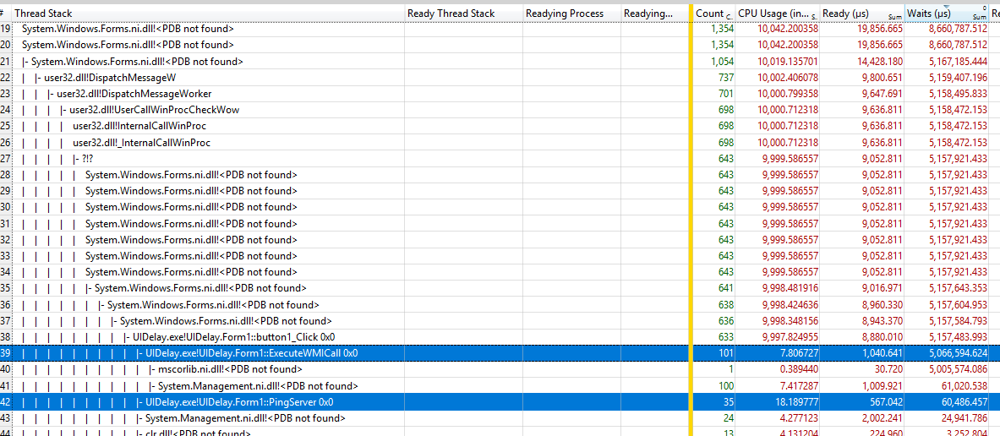 # Thread Stack Ready Thread Stack Readying Process Readying... Count C.. CPU Usage (in... S.. Ready (µs) Sum Waits (µs) 0 Sum Re
19 System.Windows.Forms.ni.dll!<PDB not found> 1,354 10,042.200358 19,856.665 8,660,787.512
20 System.Windows.Forms.ni.dll!<PDB not found> 1,354 10,042.200358 19,856.665 8,660,787.512
21 |- System.Windows.Forms.ni.dll!<PDB not found> 1,054 10,019.135701 14,428.180 5,167,185.444
22 | |- user32.dll!DispatchMessageW 737 10,002.406078 9,800.651 5,159,407.196
23 | | |- user32.dll!DispatchMessageWorker 701 10,000.799358 9,647.691 5,158,495.833
24 | | | |- user32.dll!UserCallWinProcCheckWow 698 10,000.712318 9,636.811 5,158,472.153
25 | | | | user32.dll!InternalCallWinProc 698 10,000.712318 9,636.811 5,158,472.153
26 | | | | user32.dll!_InternalCallWinProc 698 10,000.712318 9,636.811 5,158,472.153
27 | | | | |- ?!? 643 9,999.586557 9,052.811 5,157,921.433
28 | | | | | System.Windows.Forms.ni.dll!<PDB not found> 643 9,999.586557 9,052.811 5,157,921.433
29 | | | | | System.Windows.Forms.ni.dll!<PDB not found> 643 9,999.586557 9,052.811 5,157,921.433
30 | | | | | System.Windows.Forms.ni.dll!<PDB not found> 643 9,999.586557 9,052.811 5,157,921.433
31 | | | | | System.Windows.Forms.ni.dll!<PDB not found> 643 9,999.586557 9,052.811 5,157,921.433
32 | | | | | System.Windows.Forms.ni.dll!<PDB not found> 643 9,999.586557 9,052.811 5,157,921.433
33 | | | | | System.Windows.Forms.ni.dll!<PDB not found> 643 9,999.586557 9,052.811 5,157,921.433
34 | | | | | System.Windows.Forms.ni.dll!<PDB not found> 643 9,999.586557 9,052.811 5,157,921.433
35 | | | | | |- System.Windows.Forms.ni.dll!<PDB not found> 641 9,998.481916 9,016.971 5,157,643.353
36 | | | | | | |- System.Windows.Forms.ni.dll!<PDB not found> 638 9,998.424636 8,960.330 5,157,604.953
37 | | | | | | | |- System.Windows.Forms.ni.dll!<PDB not found> 636 9,998.348156 8,943.370 5,157,584.793
38 | | | | | | | | |- UIDelay.exe!UIDelay.Form1::button1_Click 0x0 633 9,997.824955 8,880.010 5,157,483.993
39 | | | | | | | | | |- UIDelay.exe!UIDelay.Form1::ExecuteWMICall 0x0 101 7.806727 1,040.641 5,066,594.624
40 | | | | | | | | | | |- mscorlib.ni.dll!<PDB not found> 1 0.389440 30.720 5,005,574.086
41 | | | | | | | | | | |- System.Management.ni.dll!<PDB not found> 100 7.417287 1,009.921 61,020.538
42 | | | | | | | | | |- UIDelay.exe!UIDelay.Form1::PingServer 0x0 35 18.189777 567.042 60,486.457
43 | | | | | | | | | |- System.Management.ni.dll!<PDB not found> 24 4.277123 2,002.241 24,941.786
44 | | | | | | | | | |- clr.dll!<PDB not found> 13 4.131204 224.960 3,252.804